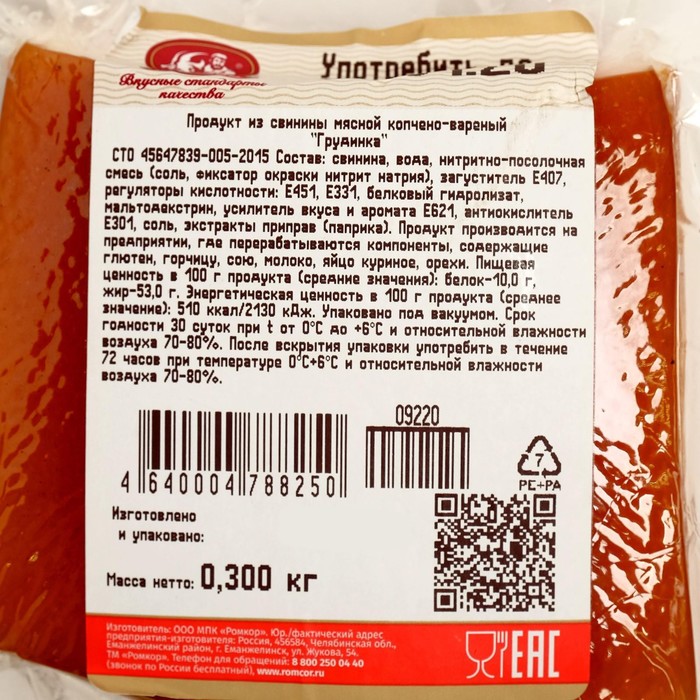 Вкусные стандарты
качества
Употребить
Продукт из свинины мясной копчено-вареный
"Грудинка"
СТО 45647839-005-2015 Состав: свинина, вода, нитритно-посолочная
смесь (соль, фиксатор окраски нитрит натрия), загуститель Е407,
регуляторы кислотности: Е451, Е331, белковый гидролизат,
мальтодекстрин, усилитель вкуса и аромата Е621, антиокислитель
Е301, соль, экстракты приправ (паприка). Продукт производится на
предприятии, где перерабатываются компоненты, содержащие
глютен, горчицу, сою, молоко, яйцо куриное, орехи. Пищевая
ценность в 100 г продукта (средние значения): белок-10,0 г,
жир-53,0 г. Энергетическая ценность в 100 г продукта (среднее
значение): 510 ккал/2130 кДж. Упаковано под вакуумом. Срок
годности 30 суток при t от 0°С до +6°С и относительной влажности
воздуха 70-80%. После вскрытия упаковки употребить в течение
72 часов при температуре 0°С+6°С и относительной влажности
воздуха 70-80%.
09220
4 640004 788250
7
PE+PA
Изготовлено
и упаковано:
Масса нетто: 0,300 кг
Изготовитель: ООО МПК «Ромкор». Юр./фактический адрес
предприятия-изготовителя: Россия, 456584, Челябинская обл.,
Еманжелинский район, г. Еманжелинск, ул. Жукова, 54.
ТМ «Ромкор». Телефон для обращений: 8 800 250 04 40
(звонок по России бесплатный), www.romcor.ru
EAC